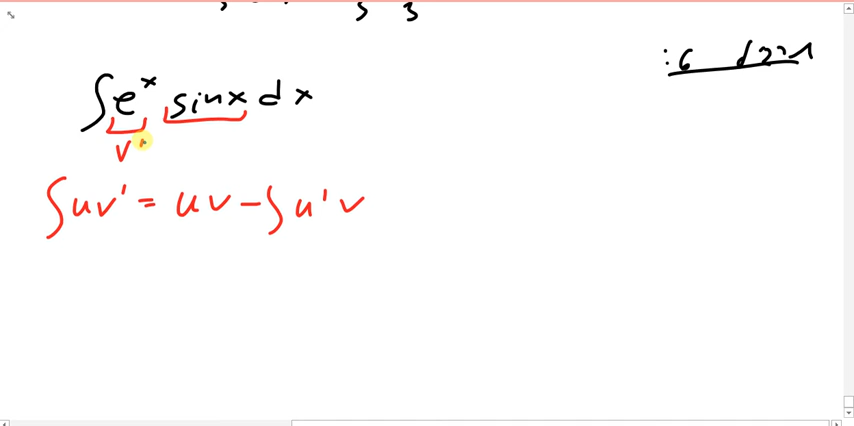 :6 דוגמא
∫e^x sinx dx
v'
∫uv' = uv-∫u'v